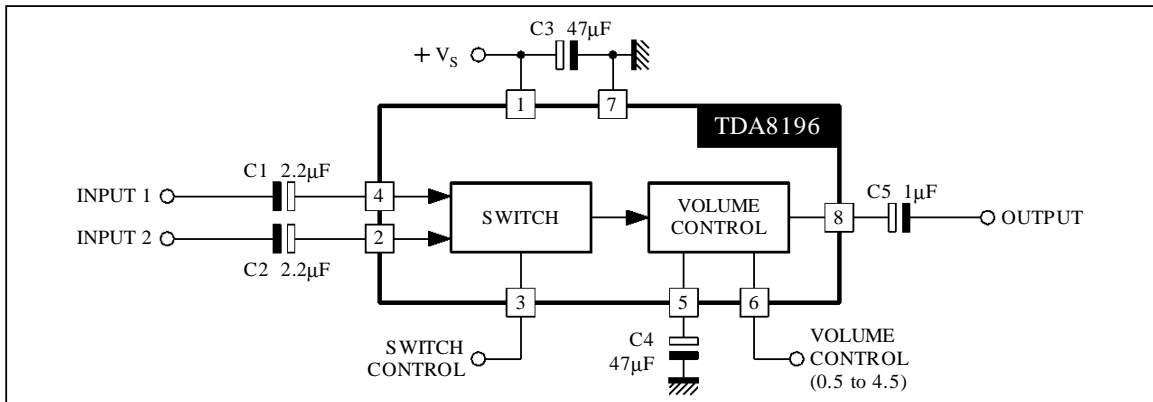 C3 47μF
+ VS
1
7
TDA8196
C1 2.2μF
INPUT 1
4
SWITCH
VOLUME
CONTROL
8
C5 1μF
OUTPUT
INPUT 2
2
C2 2.2μF
3
5
6
SWITCH
CONTROL
C4
47μF
VOLUME
CONTROL
(0.5 to 4.5)